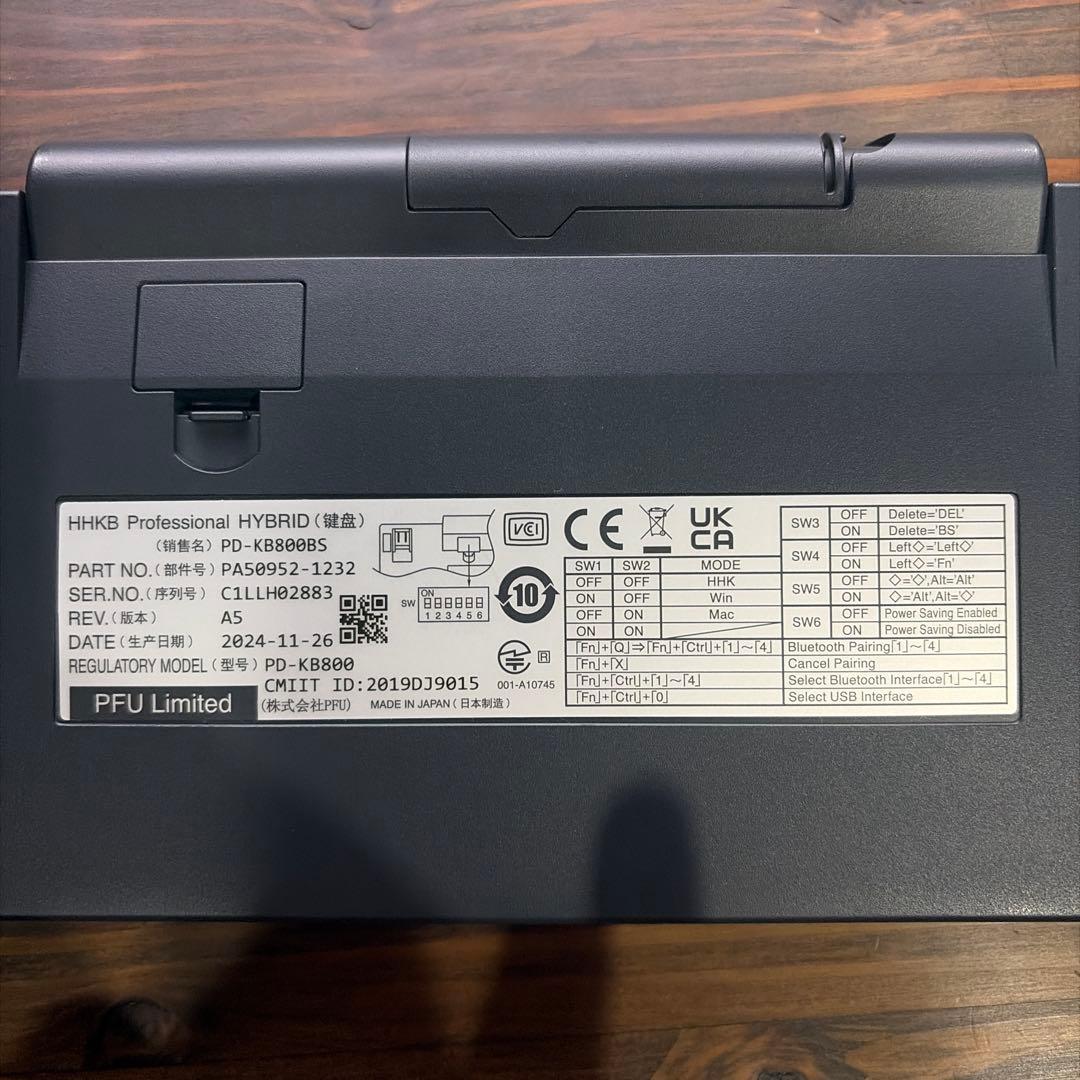 HHKB Professional HYBRID(键盘)
(销售名) PD-KB800BS
PART NO.(部件号) PA50952-1232
SER.NO.(序列号) C1LLH02883
REV.(版本) A5
DATE(生产日期) 2024-11-26
REGULATORY MODEL(型号) PD-KB800
CMIIT ID:2019DJ9015
PFU Limited (株式会社PFU) MADE IN JAPAN(日本制造)
SW ON
1 2 3 4 5 6
VCI
10
R
001-A10745
CE
UK
CA
SW1 SW2 MODE
OFF OFF HHK
ON OFF Win
OFF ON Mac
ON ON
SW3 OFF Delete='DEL'
ON Delete='BS'
SW4 OFF Left◇='Left◇'
ON Left◇='Fn'
SW5 OFF ◇='◇',Alt='Alt'
ON ◇='Alt',Alt='◇'
SW6 OFF Power Saving Enabled
ON Power Saving Disabled
｢Fn｣+｢Q｣⇒｢Fn｣+｢Ctrl｣+｢1｣～｢4｣ Bluetooth Pairing｢1｣～｢4｣
｢Fn｣+｢X｣ Cancel Pairing
｢Fn｣+｢Ctrl｣+｢1｣～｢4｣ Select Bluetooth Interface｢1｣～｢4｣
｢Fn｣+｢Ctrl｣+｢0｣ Select USB Interface